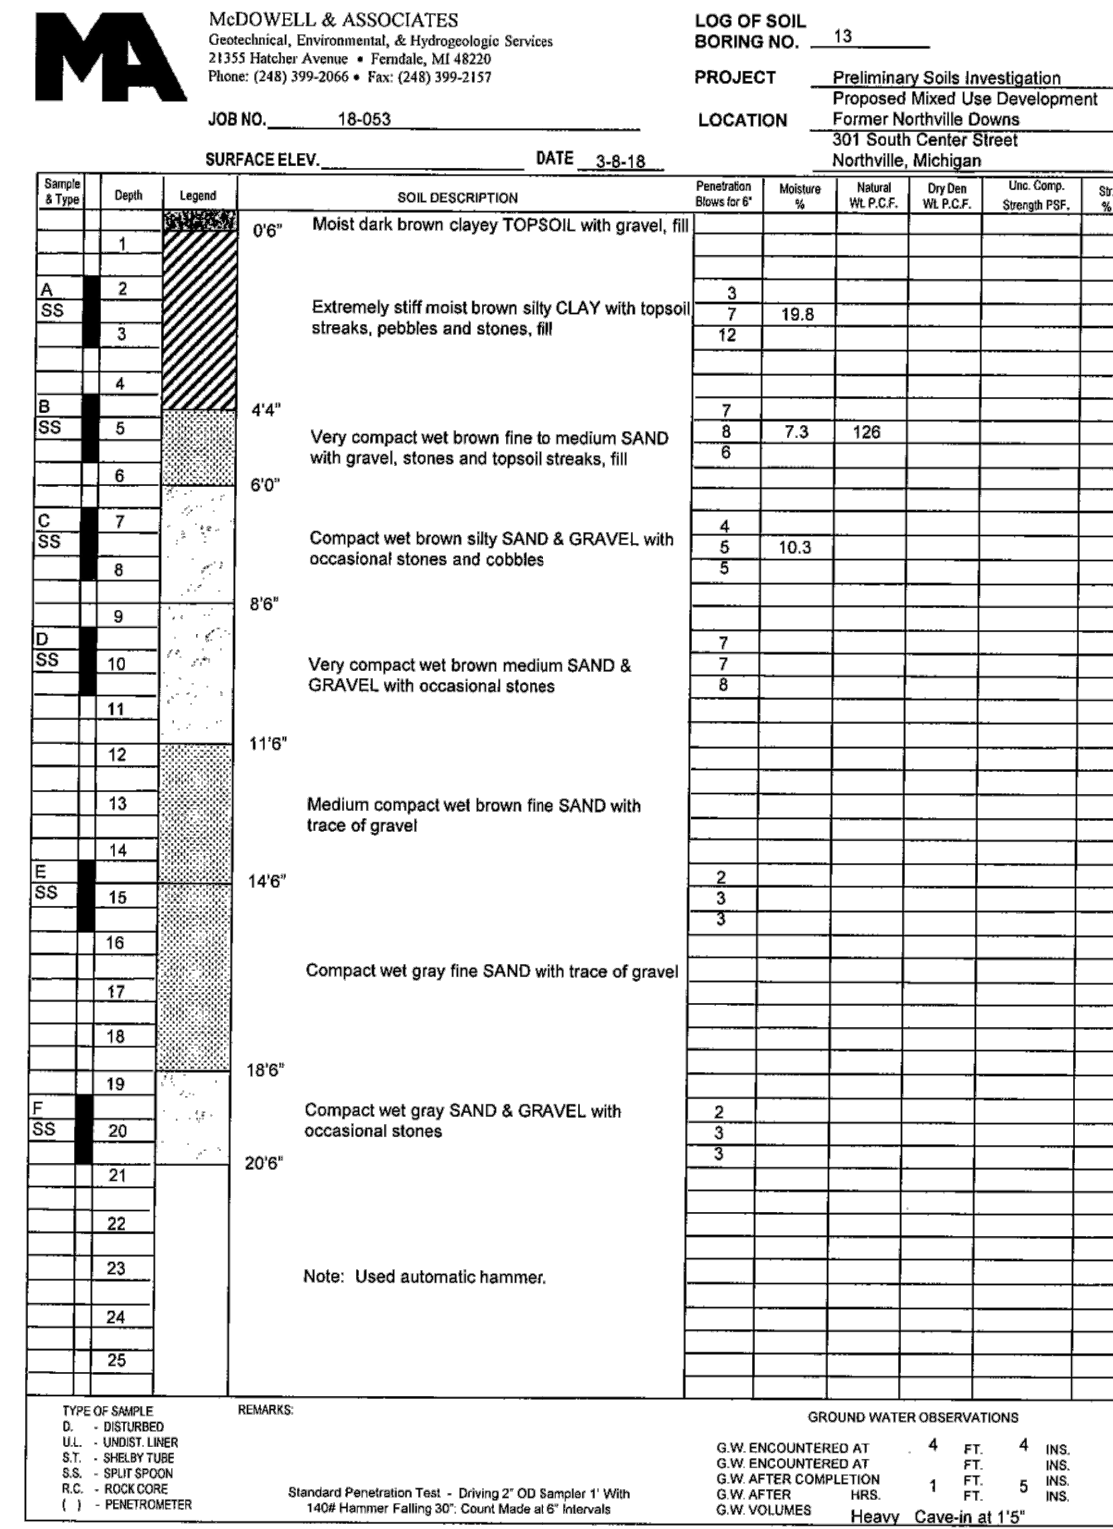 MA
McDOWELL & ASSOCIATES
Geotechnical, Environmental, & Hydrogeologic Services
21355 Hatcher Avenue • Ferndale, MI 48220
Phone: (248) 399-2066 • Fax: (248) 399-2157
JOB NO. 18-053
SURFACE ELEV. DATE 3-8-18
LOG OF SOIL
BORING NO. 13
PROJECT Preliminary Soils Investigation
Proposed Mixed Use Development
LOCATION Former Northville Downs
301 South Center Street
Northville, Michigan
Sample & Type Depth Legend SOIL DESCRIPTION Penetration Blows for 6" Moisture % Natural Wt. P.C.F. Dry Den Wt. P.C.F. Unc. Comp. Strength PSF. Str. %
0'6" Moist dark brown clayey TOPSOIL with gravel, fill
1
A 2 3
SS Extremely stiff moist brown silty CLAY with topsoil 7 19.8
3 streaks, pebbles and stones, fill 12
4
B 4'4" 7
SS 5 Very compact wet brown fine to medium SAND 8 7.3 126
with gravel, stones and topsoil streaks, fill 6
6 6'0"
C 7 4
SS Compact wet brown silty SAND & GRAVEL with 5 10.3
8 occasional stones and cobbles 5
8'6"
9
D 7
SS 10 Very compact wet brown medium SAND & 7
GRAVEL with occasional stones 8
11
11'6"
12
13 Medium compact wet brown fine SAND with
trace of gravel
14
E 14'6" 2
SS 15 3
3
16
Compact wet gray fine SAND with trace of gravel
17
18
18'6"
19
F Compact wet gray SAND & GRAVEL with 2
SS 20 occasional stones 3
3
20'6"
21
22
23 Note: Used automatic hammer.
24
25
TYPE OF SAMPLE
D. - DISTURBED
U.L. - UNDIST. LINER
S.T. - SHELBY TUBE
S.S. - SPLIT SPOON
R.C. - ROCK CORE
( ) - PENETROMETER
REMARKS:
Standard Penetration Test - Driving 2" OD Sampler 1' With
140# Hammer Falling 30": Count Made at 6" Intervals
GROUND WATER OBSERVATIONS
G.W. ENCOUNTERED AT 4 FT. 4 INS.
G.W. ENCOUNTERED AT FT. INS.
G.W. AFTER COMPLETION 1 FT. 5 INS.
G.W. AFTER HRS. FT. INS.
G.W. VOLUMES Heavy Cave-in at 1'5"